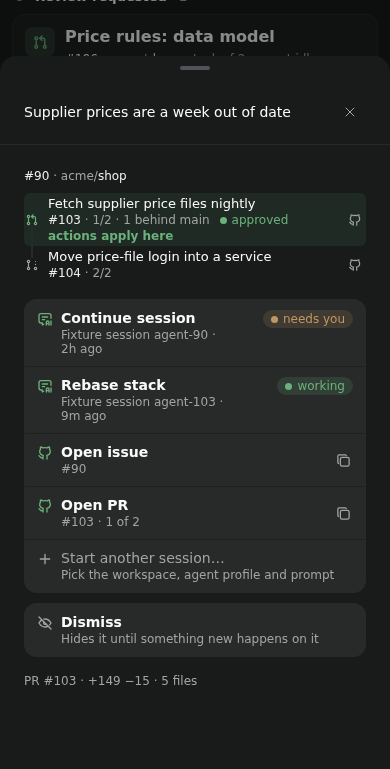 Price rules: data model
Supplier prices are a week out of date
#90 · acme/shop
Fetch supplier price files nightly
#103 · 1/2 · 1 behind main ● approved
actions apply here
Move price-file login into a service
#104 · 2/2
Continue session
needs you
Fixture session agent-90 ·
2h ago
Rebase stack
working
Fixture session agent-103 ·
9m ago
Open issue
#90
Open PR
#103 · 1 of 2
Start another session…
Pick the workspace, agent profile and prompt
Dismiss
Hides it until something new happens on it
PR #103 · +149 −15 · 5 files